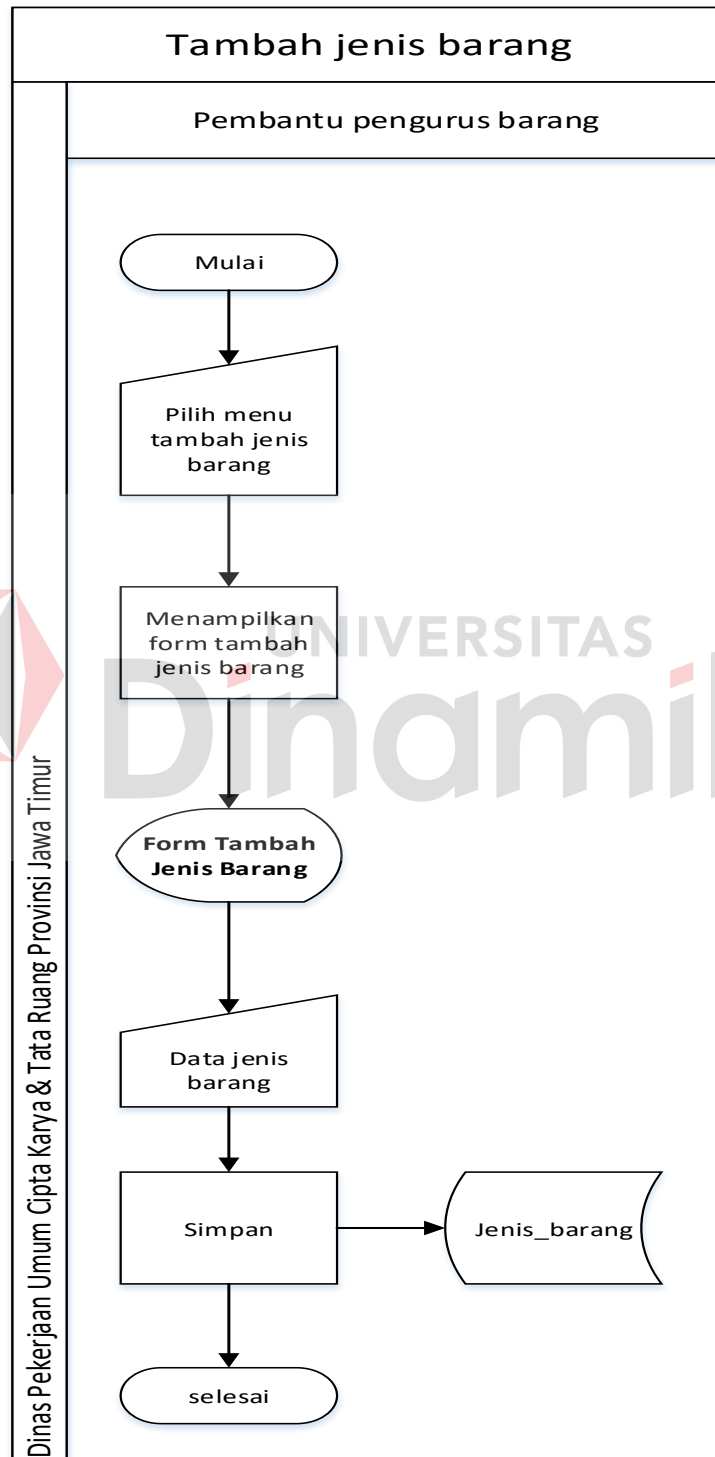 Tambah jenis barang
Pembantu pengurus barang
Mulai
Pilih menu
tambah jenis
barang
Menampilkan
form tambah
jenis barang
UNIVERSITAS
Form Tambah
Jenis Barang
Data jenis
barang
Simpan
Jenis_barang
selesai
Dinas Pekerjaan Umum Cipta Karya & Tata Ruang Provinsi Jawa Timur